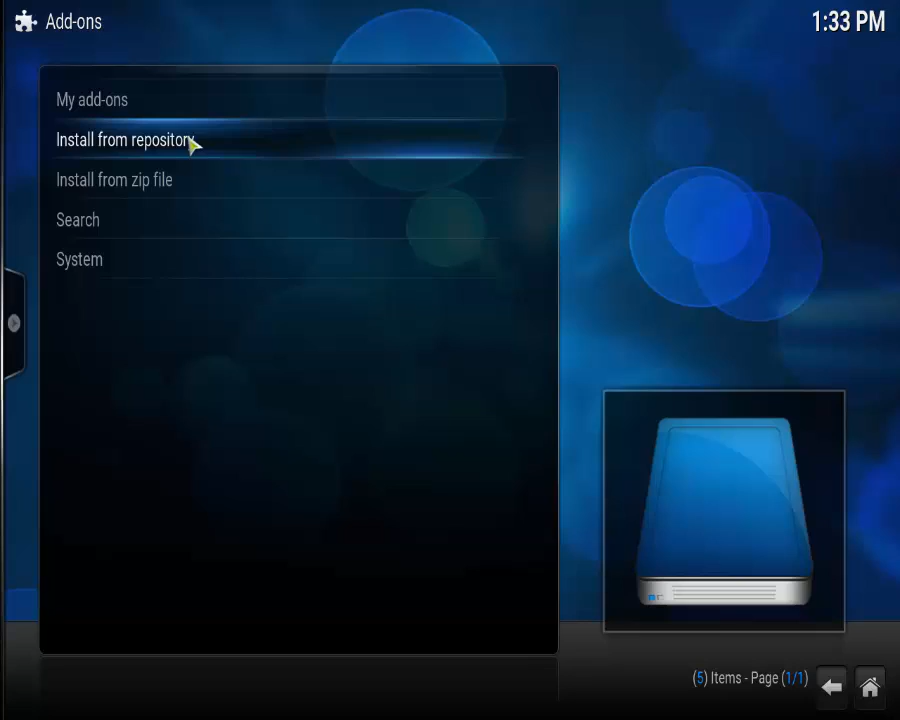 Add-ons
1:33 PM
My add-ons
Install from repository
Install from zip file
Search
System
(5) Items - Page (1/1)